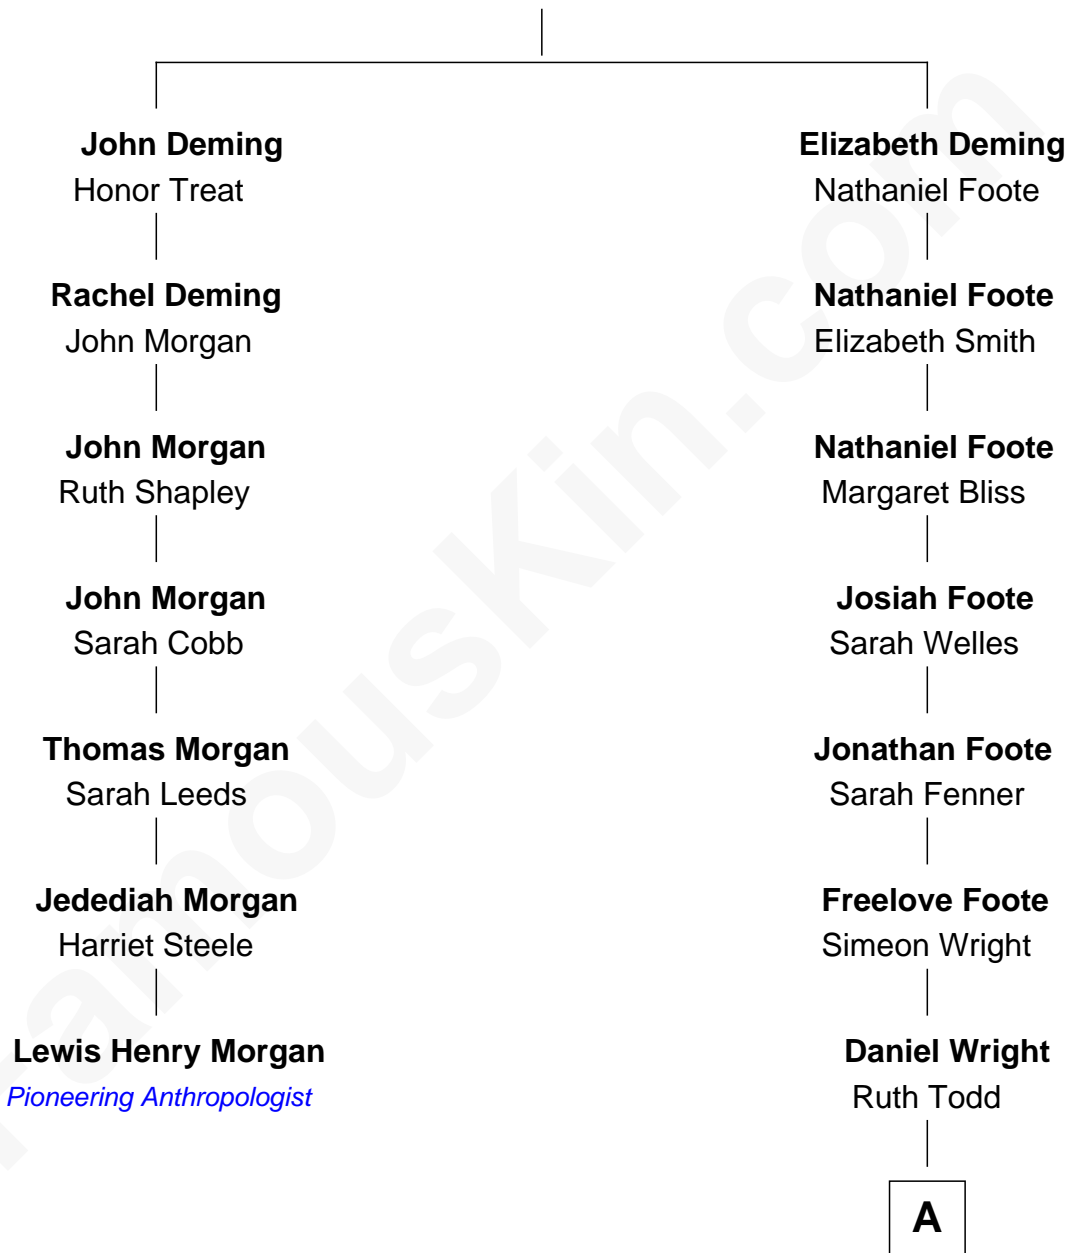 John Deming
Honor Treat
Rachel Deming
John Morgan
John Morgan
Ruth Shapley
John Morgan
Sarah Cobb
Thomas Morgan
Sarah Leeds
Jedediah Morgan
Harriet Steele
Lewis Henry Morgan
Pioneering Anthropologist
Elizabeth Deming
Nathaniel Foote
Nathaniel Foote
Elizabeth Smith
Nathaniel Foote
Margaret Bliss
Josiah Foote
Sarah Welles
Jonathan Foote
Sarah Fenner
Freelove Foote
Simeon Wright
Daniel Wright
Ruth Todd
A
famouskin.com